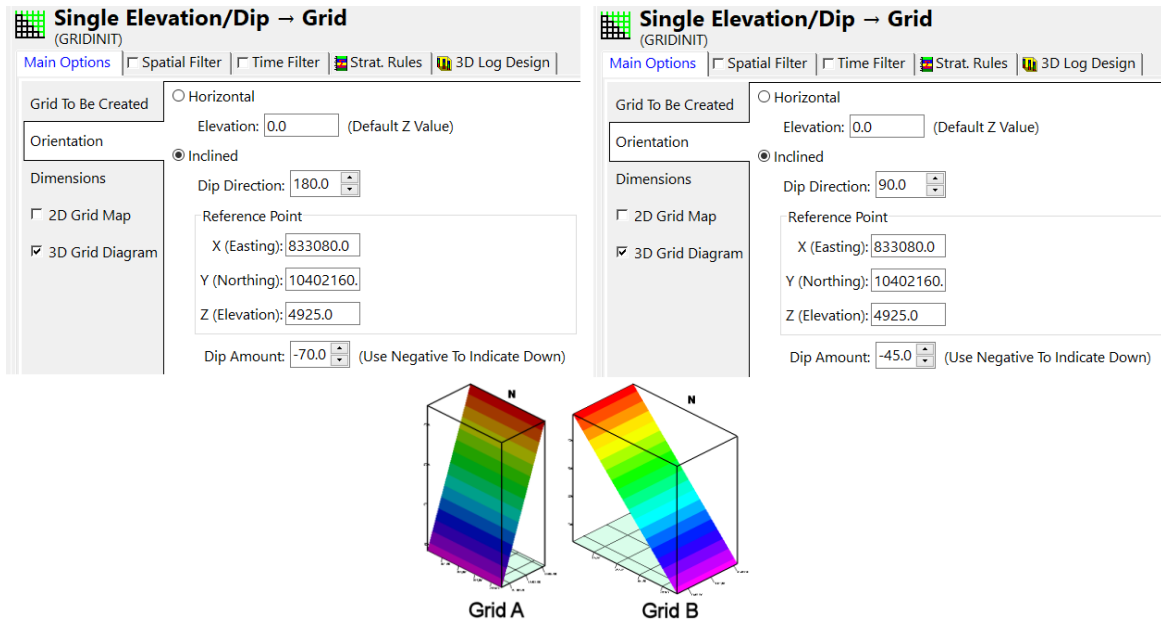 Single Elevation/Dip → Grid
(GRIDINIT)
Main Options Spatial Filter Time Filter Strat. Rules 3D Log Design
Grid To Be Created
Orientation
Dimensions
2D Grid Map
3D Grid Diagram
Horizontal
Elevation: 0.0 (Default Z Value)
Inclined
Dip Direction: 180.0
Reference Point
X (Easting): 833080.0
Y (Northing): 10402160.
Z (Elevation): 4925.0
Dip Amount: -70.0 (Use Negative To Indicate Down)
Single Elevation/Dip → Grid
(GRIDINIT)
Main Options Spatial Filter Time Filter Strat. Rules 3D Log Design
Grid To Be Created
Orientation
Dimensions
2D Grid Map
3D Grid Diagram
Horizontal
Elevation: 0.0 (Default Z Value)
Inclined
Dip Direction: 90.0
Reference Point
X (Easting): 833080.0
Y (Northing): 10402160.
Z (Elevation): 4925.0
Dip Amount: -45.0 (Use Negative To Indicate Down)
N
N
Grid A
Grid B